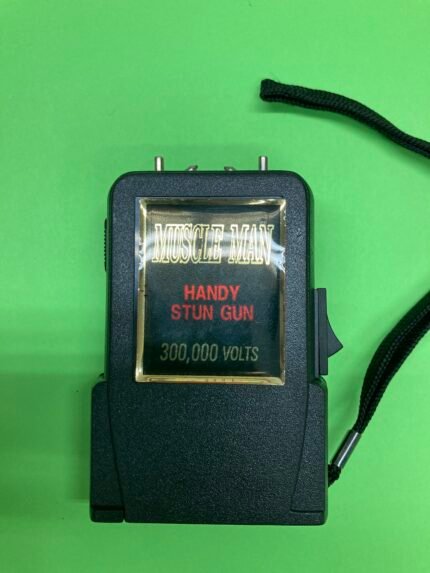 MUSCLE MAN
HANDY
STUN GUN
300,000 VOLTS